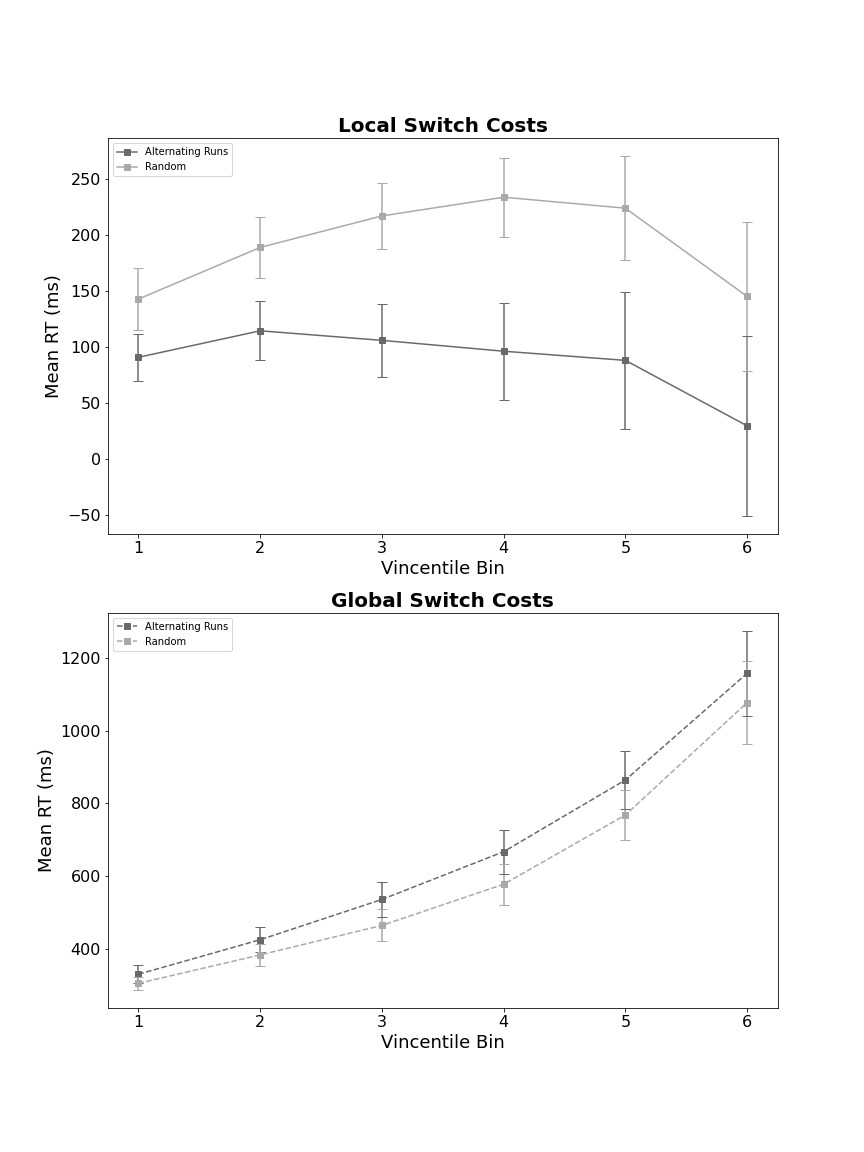 Local Switch Costs
Alternating Runs
Random
250
200
150
100
50
0
−50
Mean RT (ms)
1 2 3 4 5 6
Vincentile Bin
Global Switch Costs
Alternating Runs
Random
1200
1000
800
600
400
Mean RT (ms)
1 2 3 4 5 6
Vincentile Bin